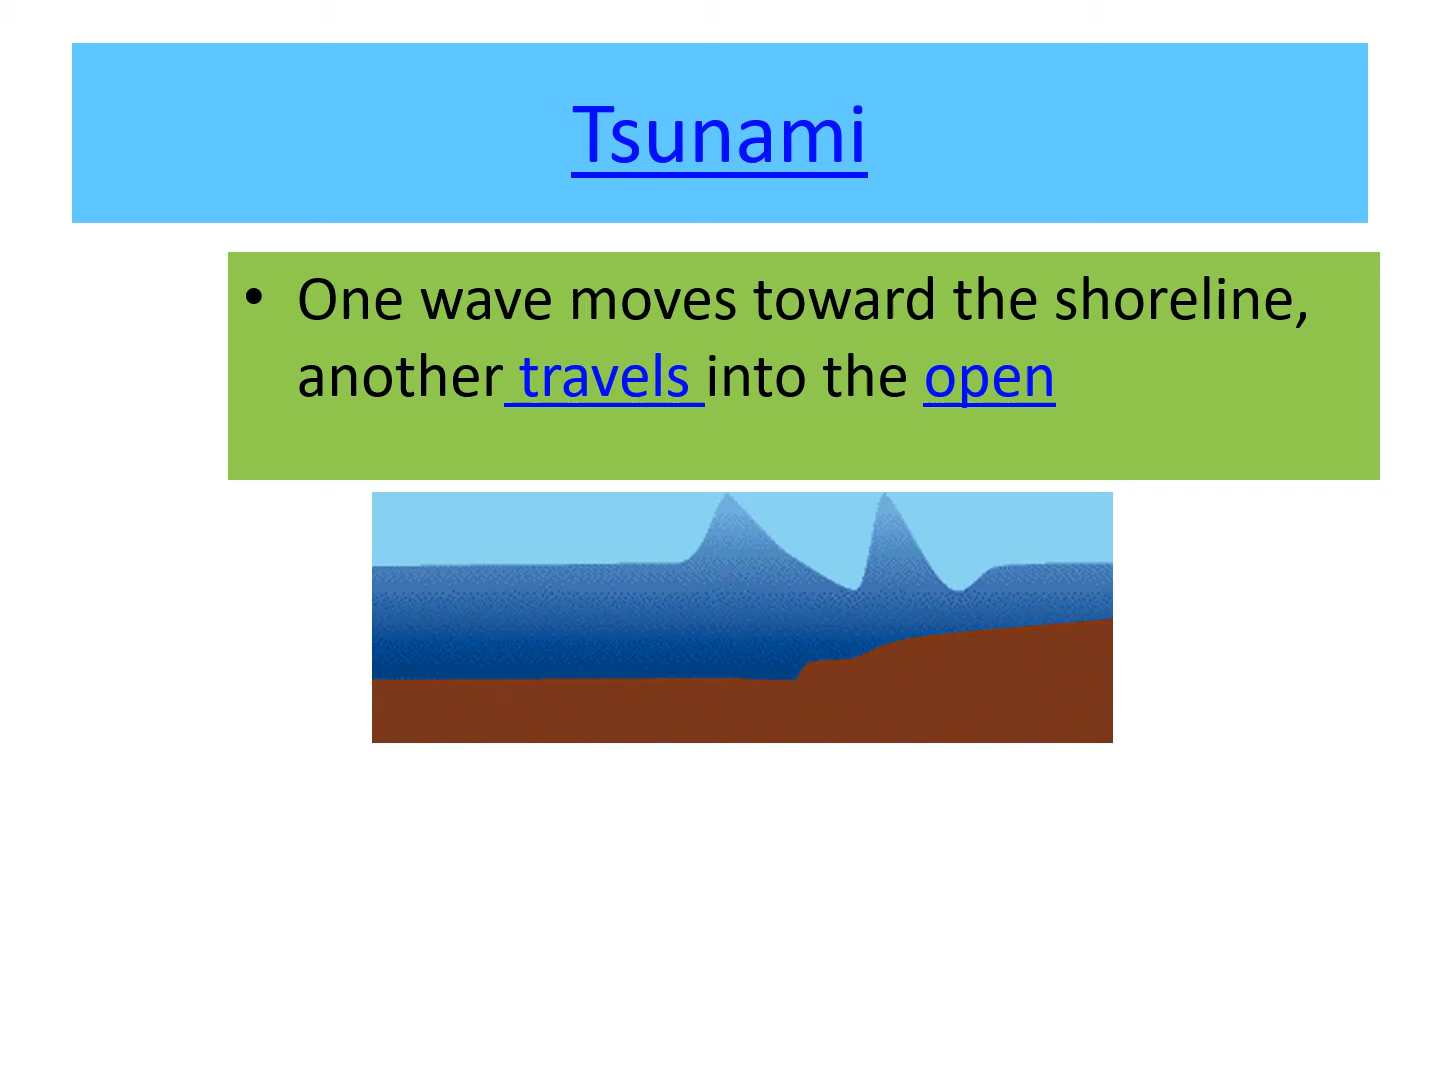 Tsunami
• One wave moves toward the shoreline,
another travels into the open